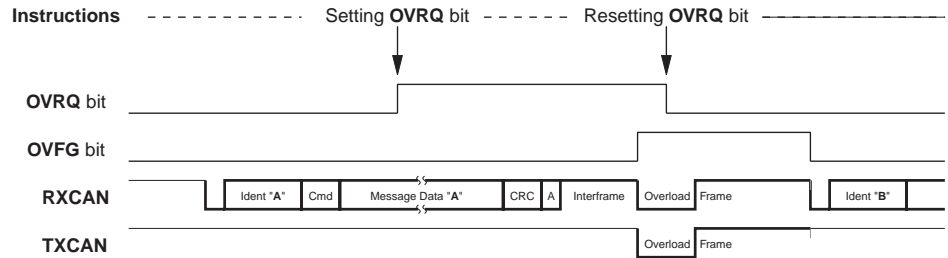 Instructions Setting OVRQ bit Resetting OVRQ bit
OVRQ bit
OVFG bit
RXCAN Ident "A" Cmd Message Data "A" CRC A Interframe Overload Frame Ident "B"
TXCAN Overload Frame